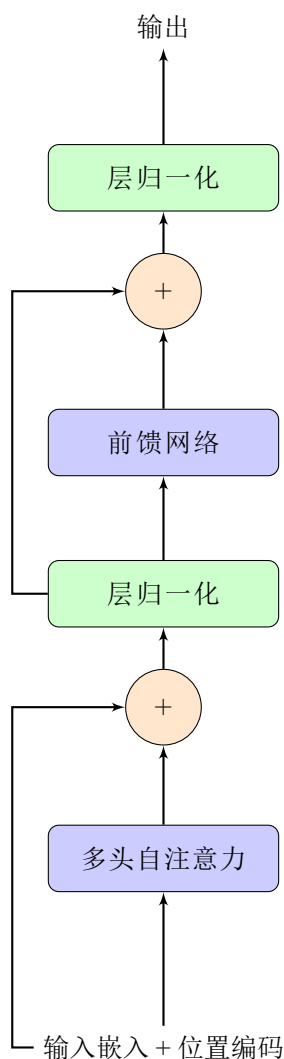 输出
层归一化
+
前馈网络
层归一化
+
多头自注意力
输入嵌入 + 位置编码